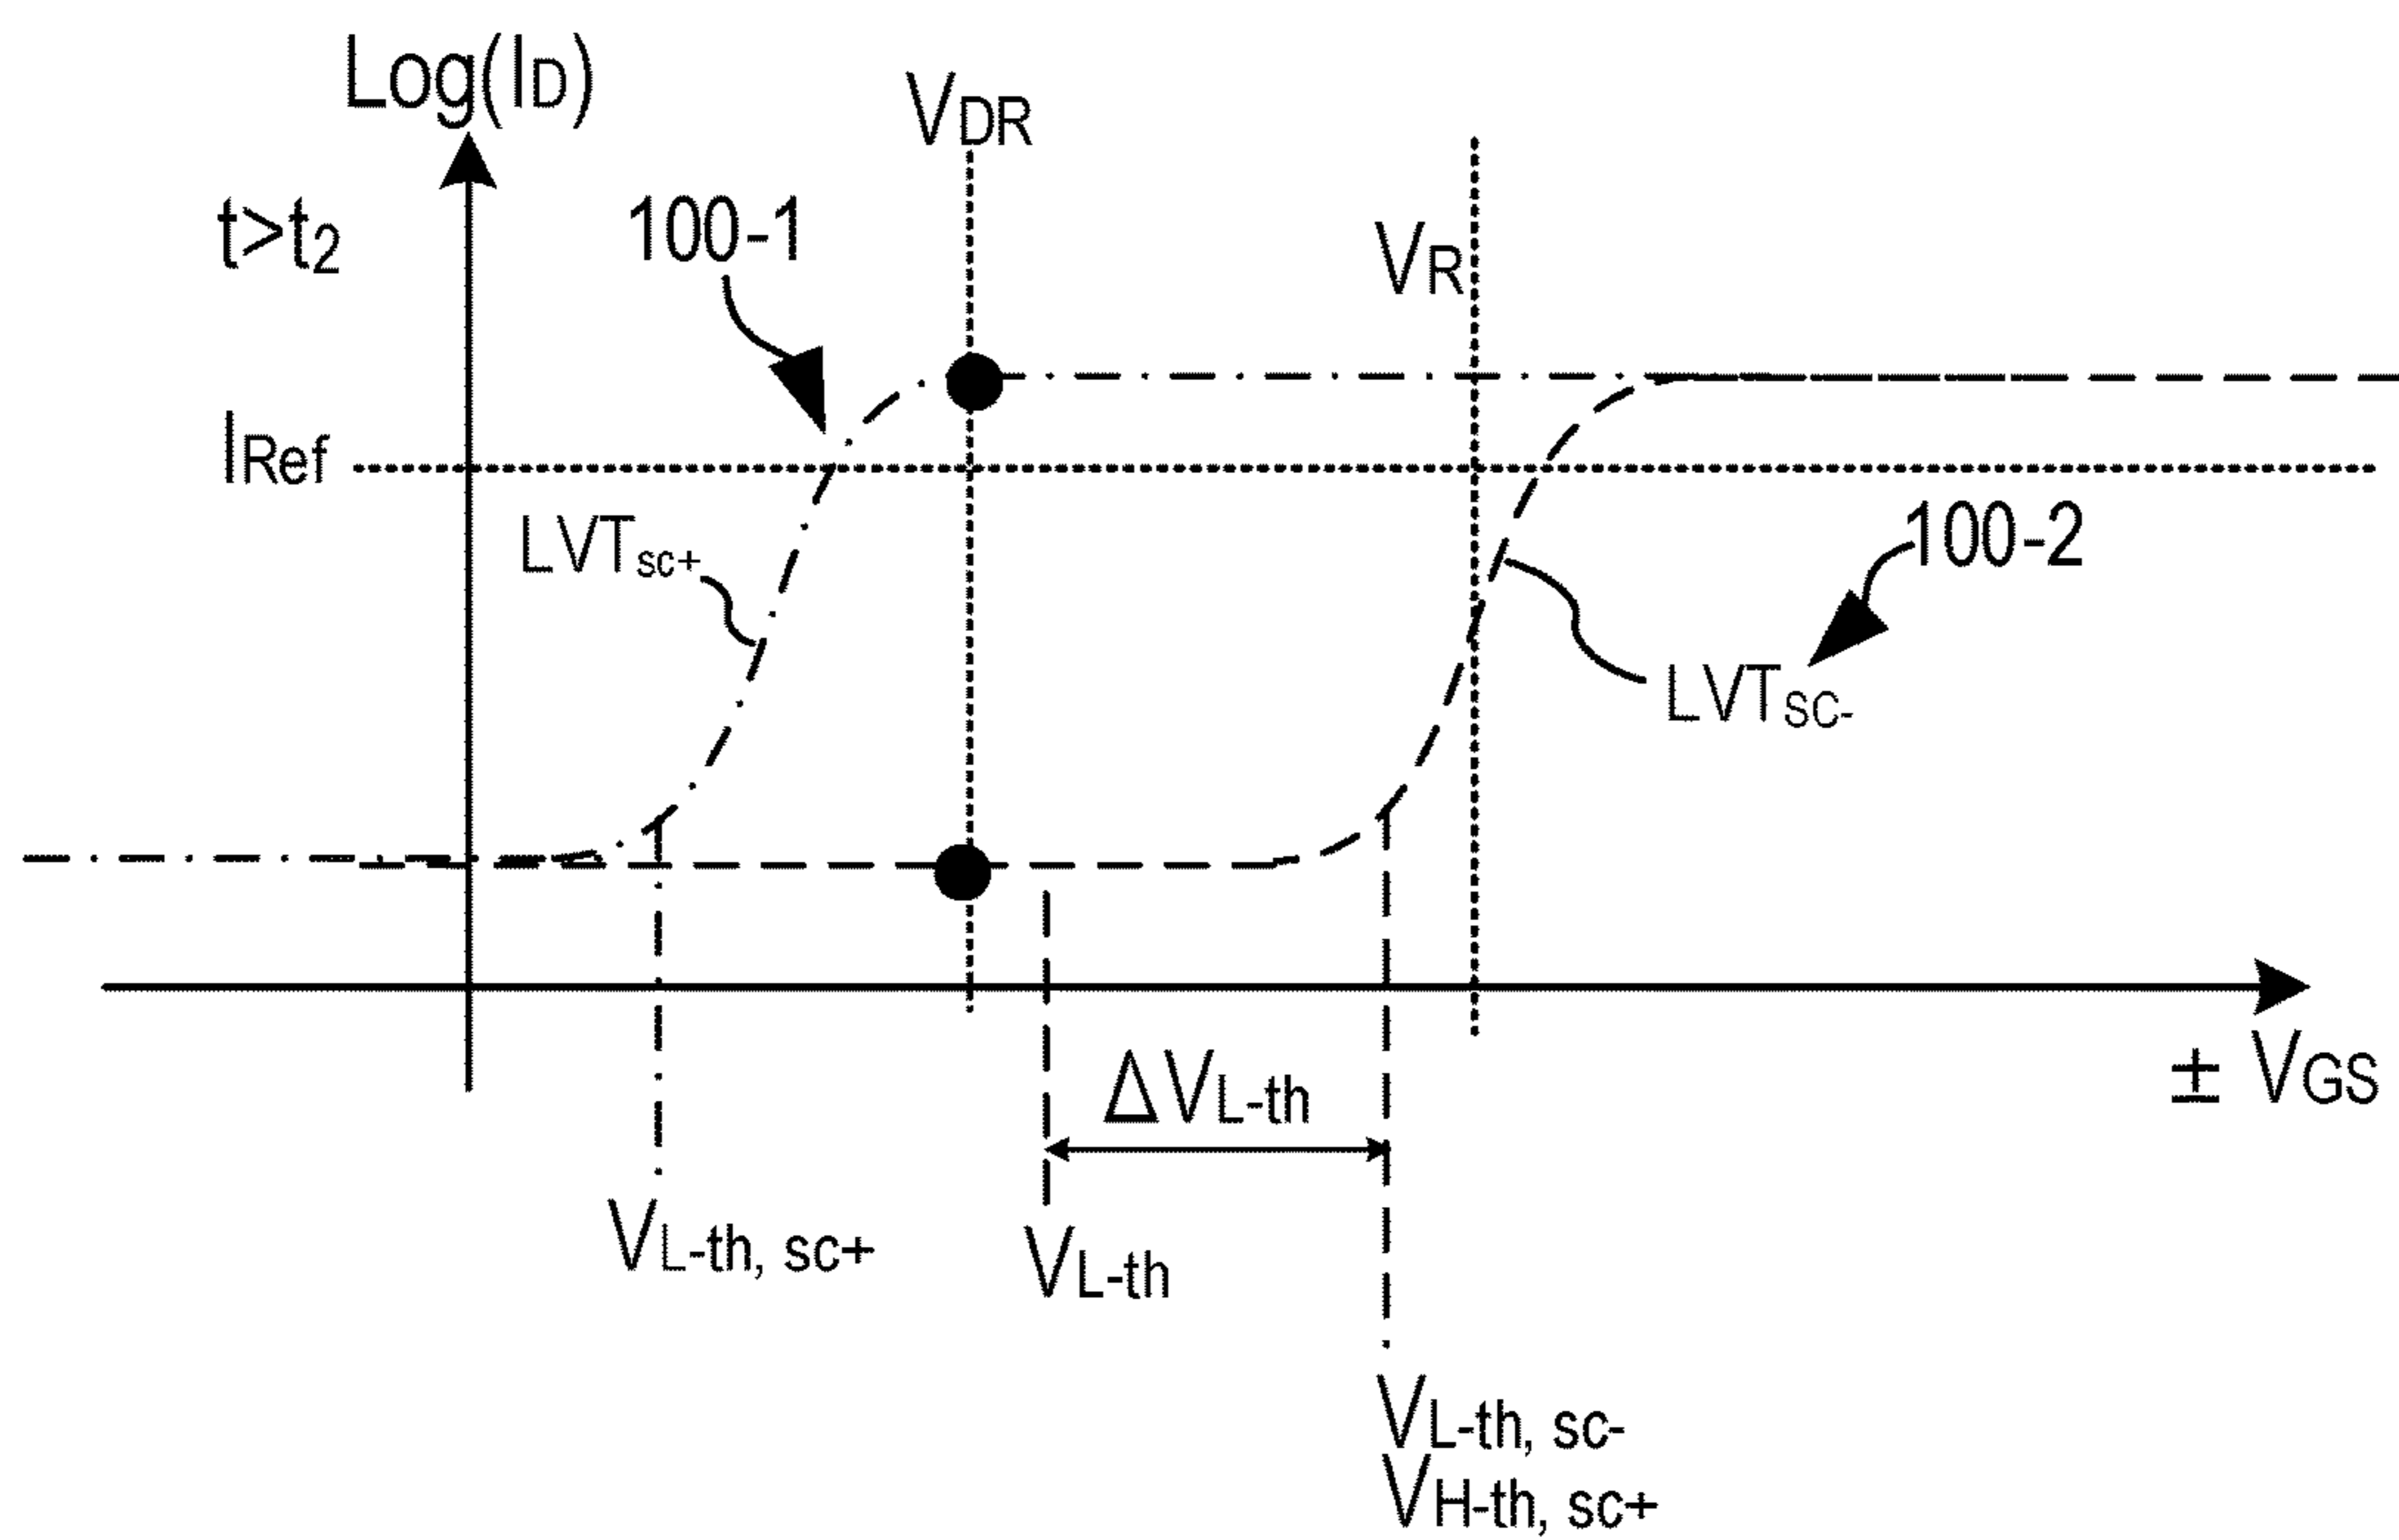 Log(ID)
VDR
t>t2
100-1
VR
IRef
LVTsc+
100-2
LVTSC-
± VGS
ΔVL-th
VL-th, sc+
VL-th
VL-th, sc-
VH-th, sc+